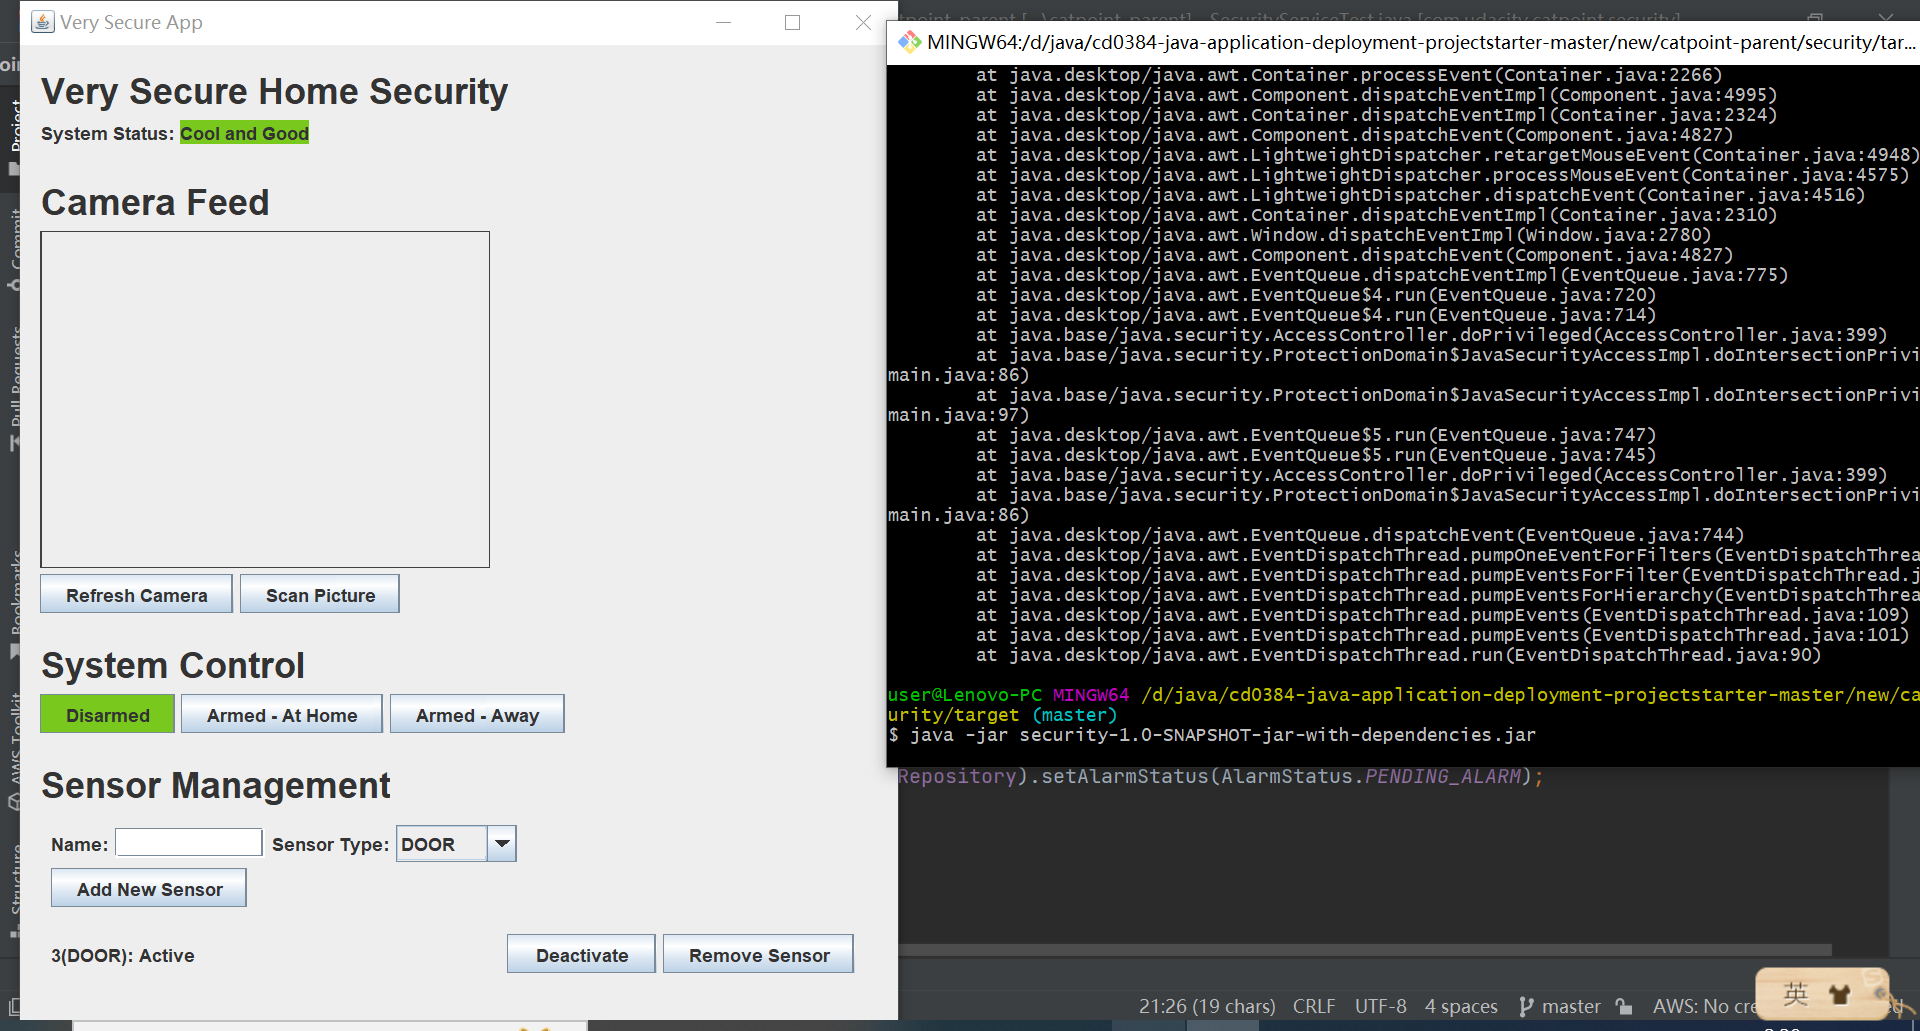 Very Secure App
Very Secure Home Security
System Status: Cool and Good
Camera Feed
Refresh Camera
Scan Picture
System Control
Disarmed
Armed - At Home
Armed - Away
Sensor Management
Name:
Sensor Type:
DOOR
Add New Sensor
3(DOOR): Active
Deactivate
Remove Sensor
Project
Commit
Pull Requests
Bookmarks
AWS Toolkit
Structure
MINGW64:/d/java/cd0384-java-application-deployment-projectstarter-master/new/catpoint-parent/security/tar...
at java.desktop/java.awt.Container.processEvent(Container.java:2266)
at java.desktop/java.awt.Component.dispatchEventImpl(Component.java:4995)
at java.desktop/java.awt.Container.dispatchEventImpl(Container.java:2324)
at java.desktop/java.awt.Component.dispatchEvent(Component.java:4827)
at java.desktop/java.awt.LightweightDispatcher.retargetMouseEvent(Container.java:4948)
at java.desktop/java.awt.LightweightDispatcher.processMouseEvent(Container.java:4575)
at java.desktop/java.awt.LightweightDispatcher.dispatchEvent(Container.java:4516)
at java.desktop/java.awt.Container.dispatchEventImpl(Container.java:2310)
at java.desktop/java.awt.Window.dispatchEventImpl(Window.java:2780)
at java.desktop/java.awt.Component.dispatchEvent(Component.java:4827)
at java.desktop/java.awt.EventQueue.dispatchEventImpl(EventQueue.java:775)
at java.desktop/java.awt.EventQueue$4.run(EventQueue.java:720)
at java.desktop/java.awt.EventQueue$4.run(EventQueue.java:714)
at java.base/java.security.AccessController.doPrivileged(AccessController.java:399)
at java.base/java.security.ProtectionDomain$JavaSecurityAccessImpl.doIntersectionPrivi
main.java:86)
at java.base/java.security.ProtectionDomain$JavaSecurityAccessImpl.doIntersectionPrivi
main.java:97)
at java.desktop/java.awt.EventQueue$5.run(EventQueue.java:747)
at java.desktop/java.awt.EventQueue$5.run(EventQueue.java:745)
at java.base/java.security.AccessController.doPrivileged(AccessController.java:399)
at java.base/java.security.ProtectionDomain$JavaSecurityAccessImpl.doIntersectionPrivi
main.java:86)
at java.desktop/java.awt.EventQueue.dispatchEvent(EventQueue.java:744)
at java.desktop/java.awt.EventDispatchThread.pumpOneEventForFilters(EventDispatchThrea
at java.desktop/java.awt.EventDispatchThread.pumpEventsForFilter(EventDispatchThread.j
at java.desktop/java.awt.EventDispatchThread.pumpEventsForHierarchy(EventDispatchThrea
at java.desktop/java.awt.EventDispatchThread.pumpEvents(EventDispatchThread.java:109)
at java.desktop/java.awt.EventDispatchThread.pumpEvents(EventDispatchThread.java:101)
at java.desktop/java.awt.EventDispatchThread.run(EventDispatchThread.java:90)
user@Lenovo-PC MINGW64 /d/java/cd0384-java-application-deployment-projectstarter-master/new/ca
urity/target (master)
$ java -jar security-1.0-SNAPSHOT-jar-with-dependencies.jar
Repository).setAlarmStatus(AlarmStatus.PENDING_ALARM);
21:26 (19 chars) CRLF UTF-8 4 spaces master AWS: No cre
英